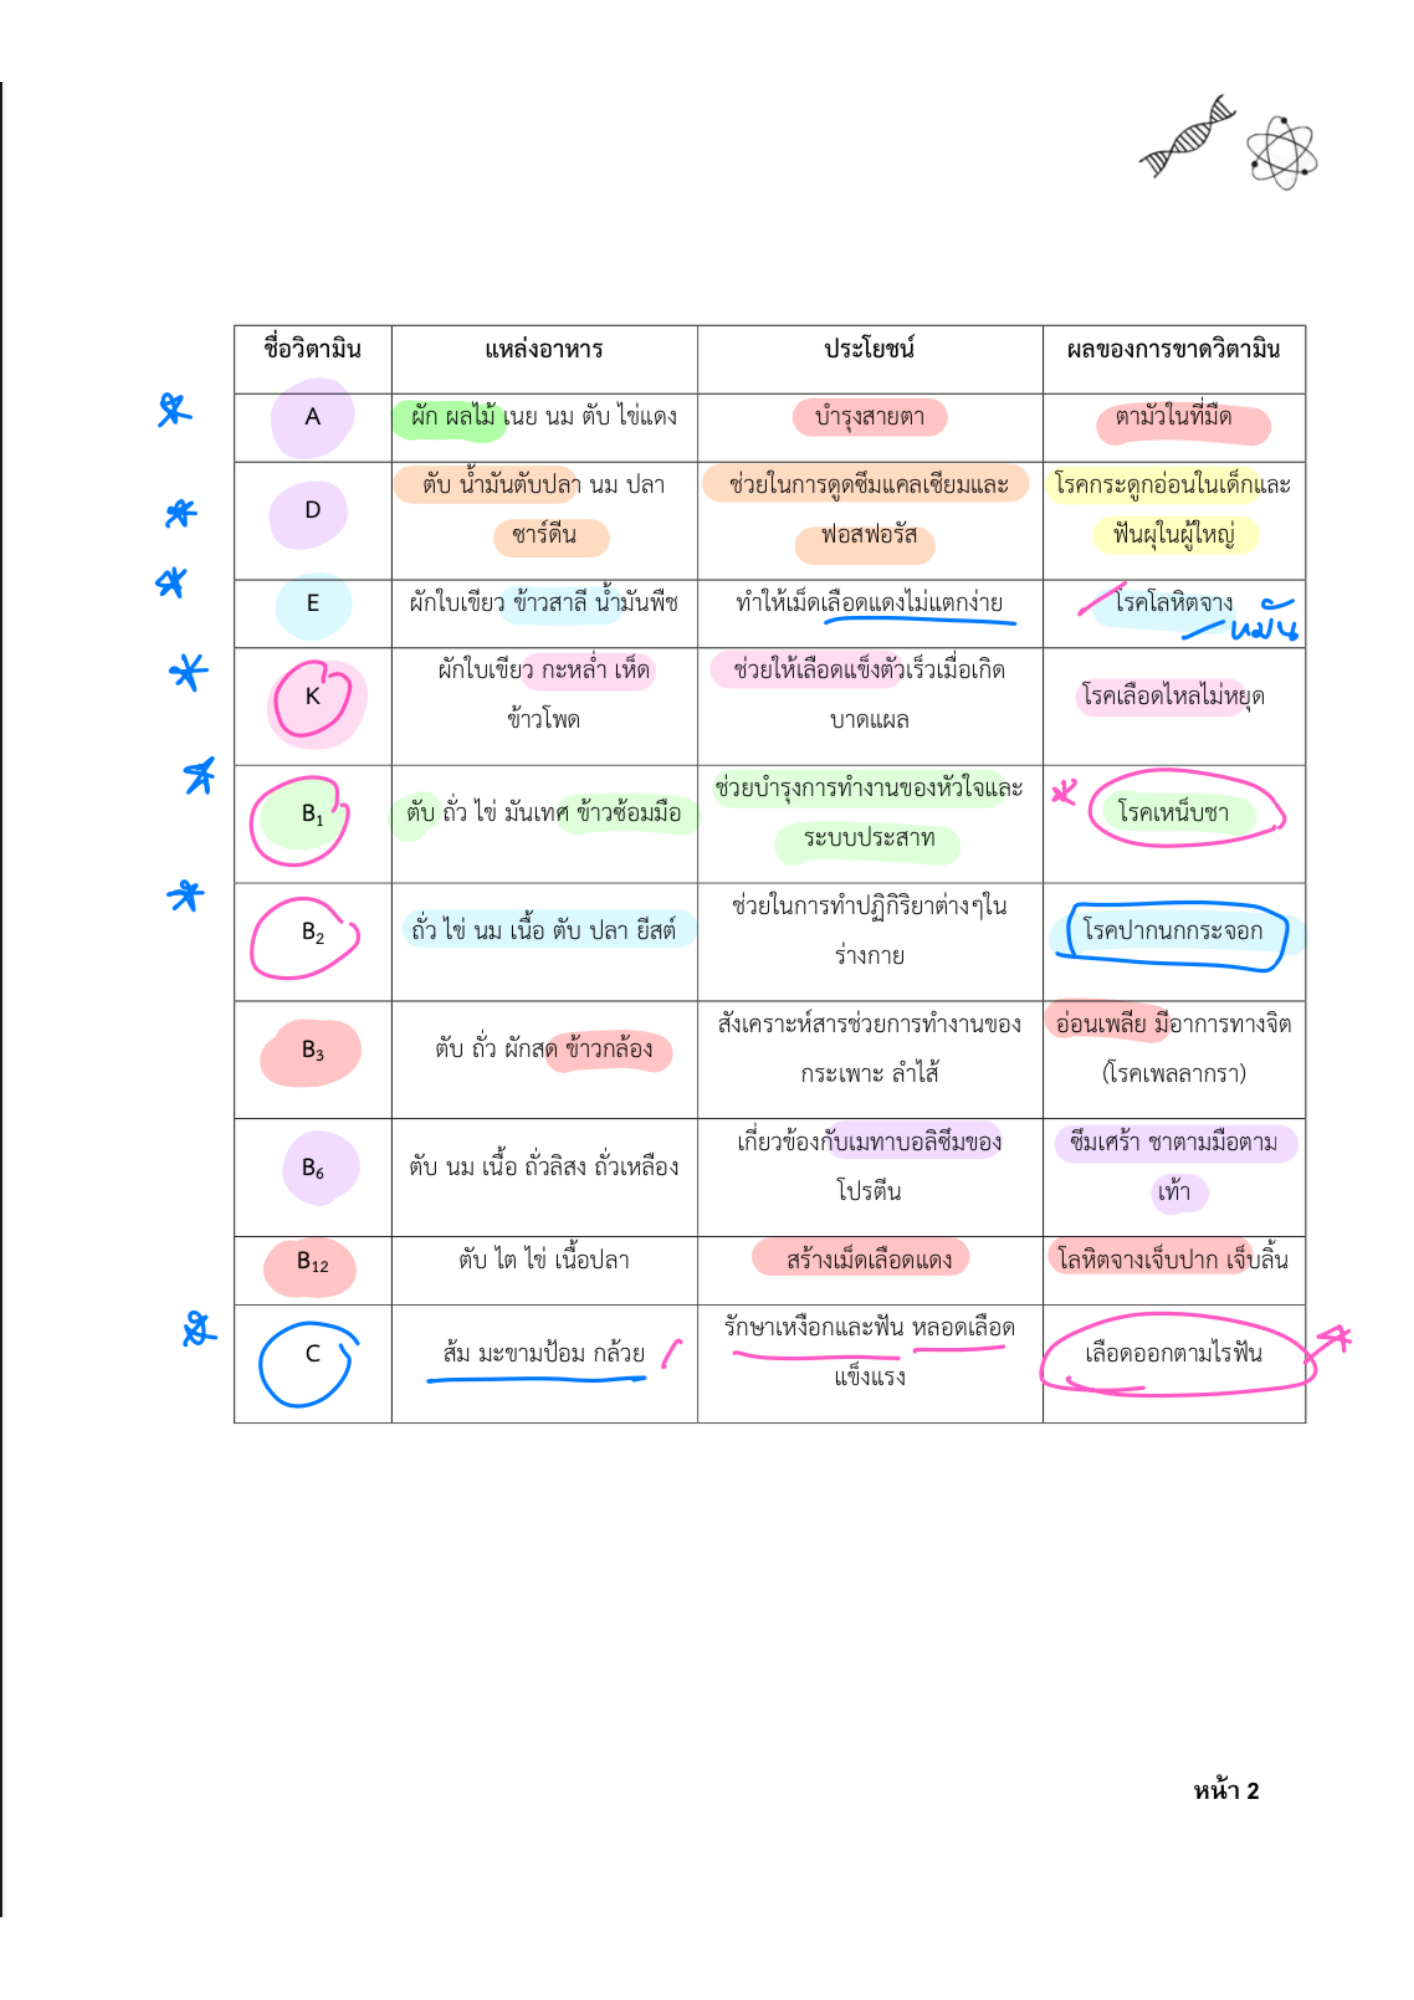 ชื่อวิตามิน แหล่งอาหาร ประโยชน์ ผลของการขาดวิตามิน
A ผัก ผลไม้ เนย นม ตับ ไข่แดง บำรุงสายตา ตามัวในที่มืด
D ตับ น้ำมันตับปลา นม ปลา
ซาร์ดีน ช่วยในการดูดซึมแคลเซียมและ
ฟอสฟอรัส โรคกระดูกอ่อนในเด็กและ
ฟันผุในผู้ใหญ่
E ผักใบเขียว ข้าวสาลี น้ำมันพืช ทำให้เม็ดเลือดแดงไม่แตกง่าย โรคโลหิตจาง
หมัน
K ผักใบเขียว กะหล่ำ เห็ด
ข้าวโพด ช่วยให้เลือดแข็งตัวเร็วเมื่อเกิด
บาดแผล โรคเลือดไหลไม่หยุด
B₁ ตับ ถั่ว ไข่ มันเทศ ข้าวซ้อมมือ ช่วยบำรุงการทำงานของหัวใจและ
ระบบประสาท โรคเหน็บชา
B₂ ถั่ว ไข่ นม เนื้อ ตับ ปลา ยีสต์ ช่วยในการทำปฏิกิริยาต่างๆใน
ร่างกาย โรคปากนกกระจอก
B₃ ตับ ถั่ว ผักสด ข้าวกล้อง สังเคราะห์สารช่วยการทำงานของ
กระเพาะ ลำไส้ อ่อนเพลีย มีอาการทางจิต
(โรคเพลลากรา)
B₆ ตับ นม เนื้อ ถั่วลิสง ถั่วเหลือง เกี่ยวข้องกับเมทาบอลิซึมของ
โปรตีน ซึมเศร้า ชาตามมือตาม
เท้า
B₁₂ ตับ ไต ไข่ เนื้อปลา สร้างเม็ดเลือดแดง โลหิตจางเจ็บปาก เจ็บลิ้น
C ส้ม มะขามป้อม กล้วย รักษาเหงือกและฟัน หลอดเลือด
แข็งแรง เลือดออกตามไรฟัน
หน้า 2